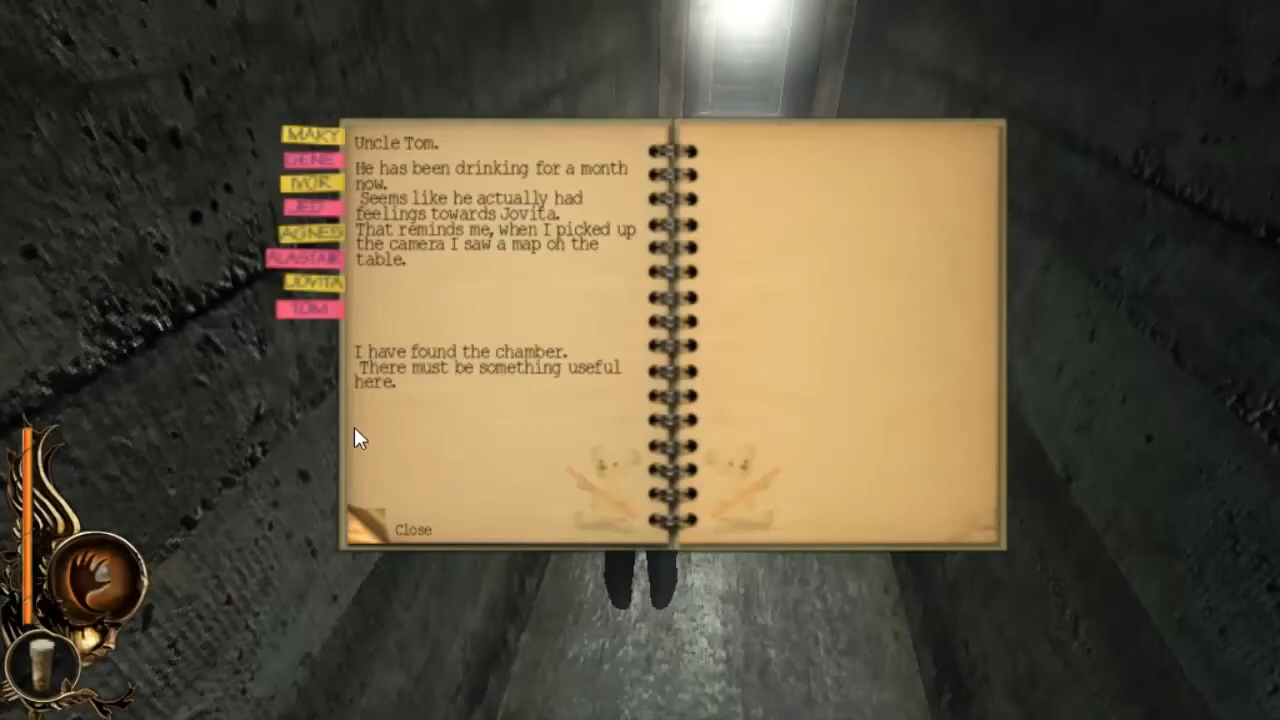 MARY
GENE
MOR
ED
AGNES
ALASTAIR
JOVITA
TOM
Uncle Tom.
He has been drinking for a month
now.
Seems like he actually had
feelings towards Jovita.
That reminds me, when I picked up
the camera I saw a map on the
table.
I have found the chamber.
There must be something useful
here.
Close